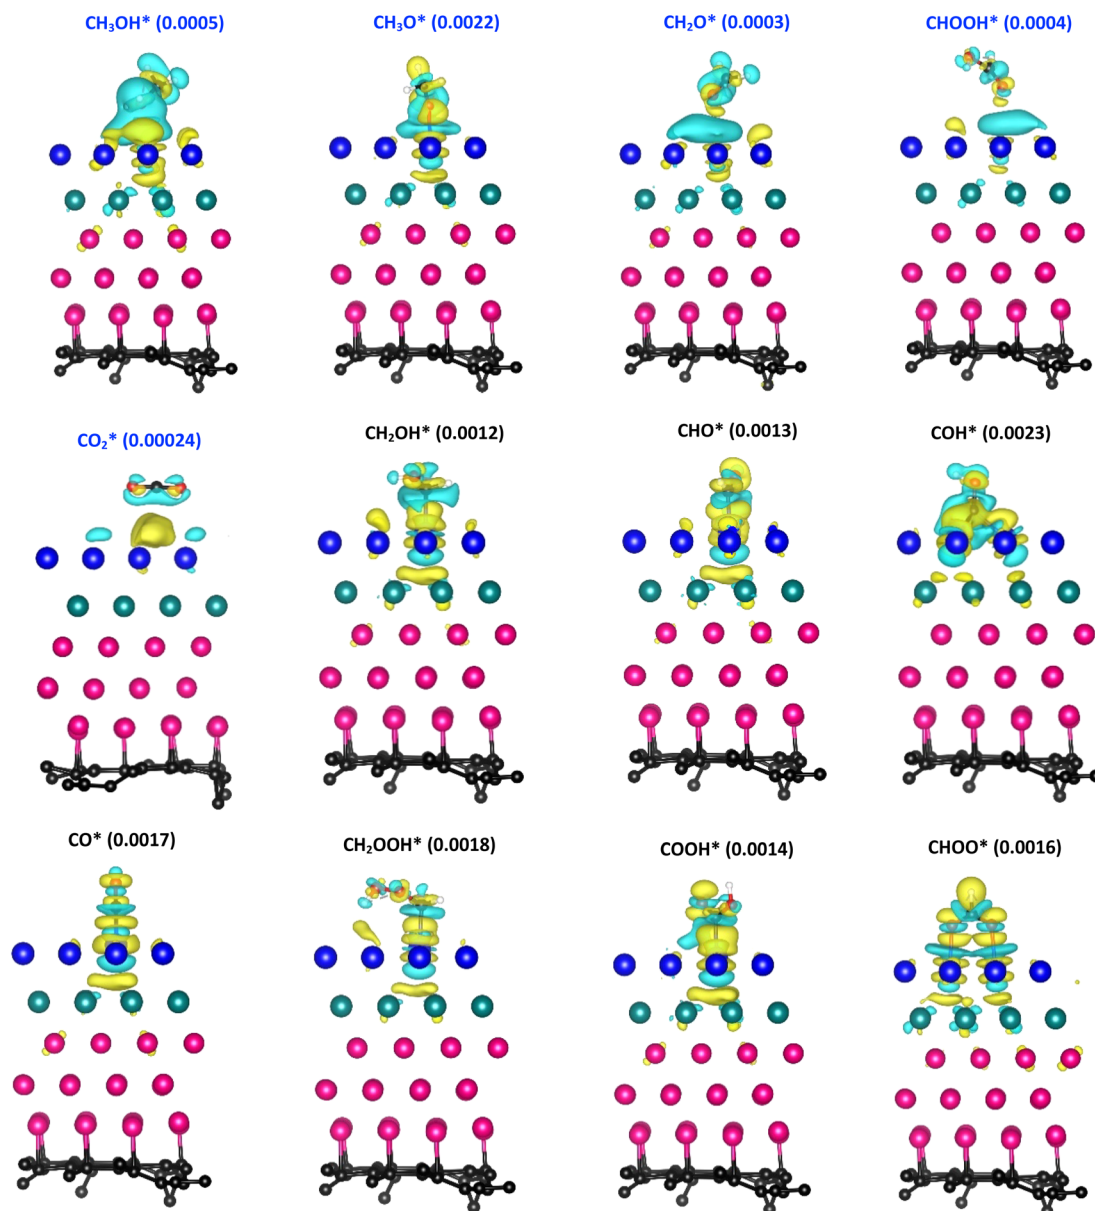 CH₃OH* (0.0005)
CH₃O* (0.0022)
CH₂O* (0.0003)
CHOOH* (0.0004)
CO₂* (0.00024)
CH₂OH* (0.0012)
CHO* (0.0013)
COH* (0.0023)
CO* (0.0017)
CH₂OOH* (0.0018)
COOH* (0.0014)
CHOO* (0.0016)